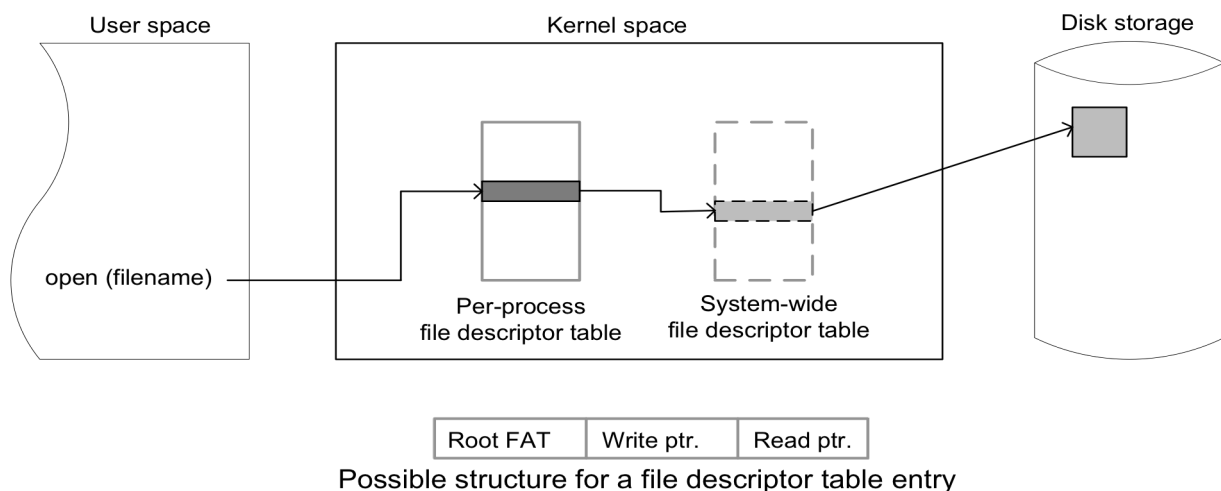 User space
Kernel space
Disk storage
open (filename)
Per-process
file descriptor table
System-wide
file descriptor table
Root FAT
Write ptr.
Read ptr.
Possible structure for a file descriptor table entry